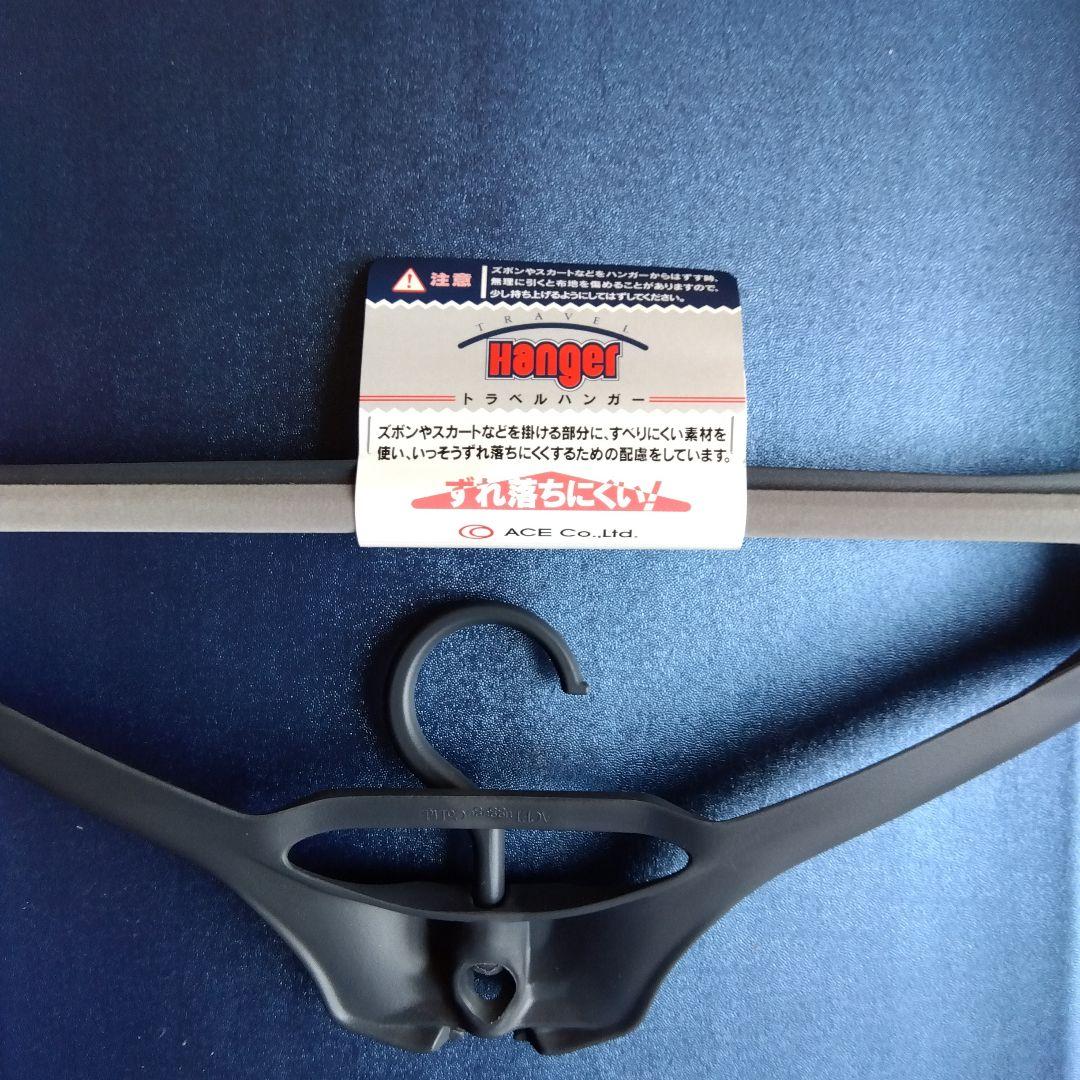 注意
ズボンやスカートなどをハンガーからはずす時、
無理に引くと布地を傷めることがありますので、
少し持ち上げるようにしてはずしてください。
TRAVEL
Hanger
トラベルハンガー
ズボンやスカートなどを掛ける部分に、すべりにくい素材を
使い、いっそうずれ落ちにくくするための配慮をしています。
ずれ落ちにくい!
ACE Co.,Ltd.
ACE Luggage Co.Ltd.